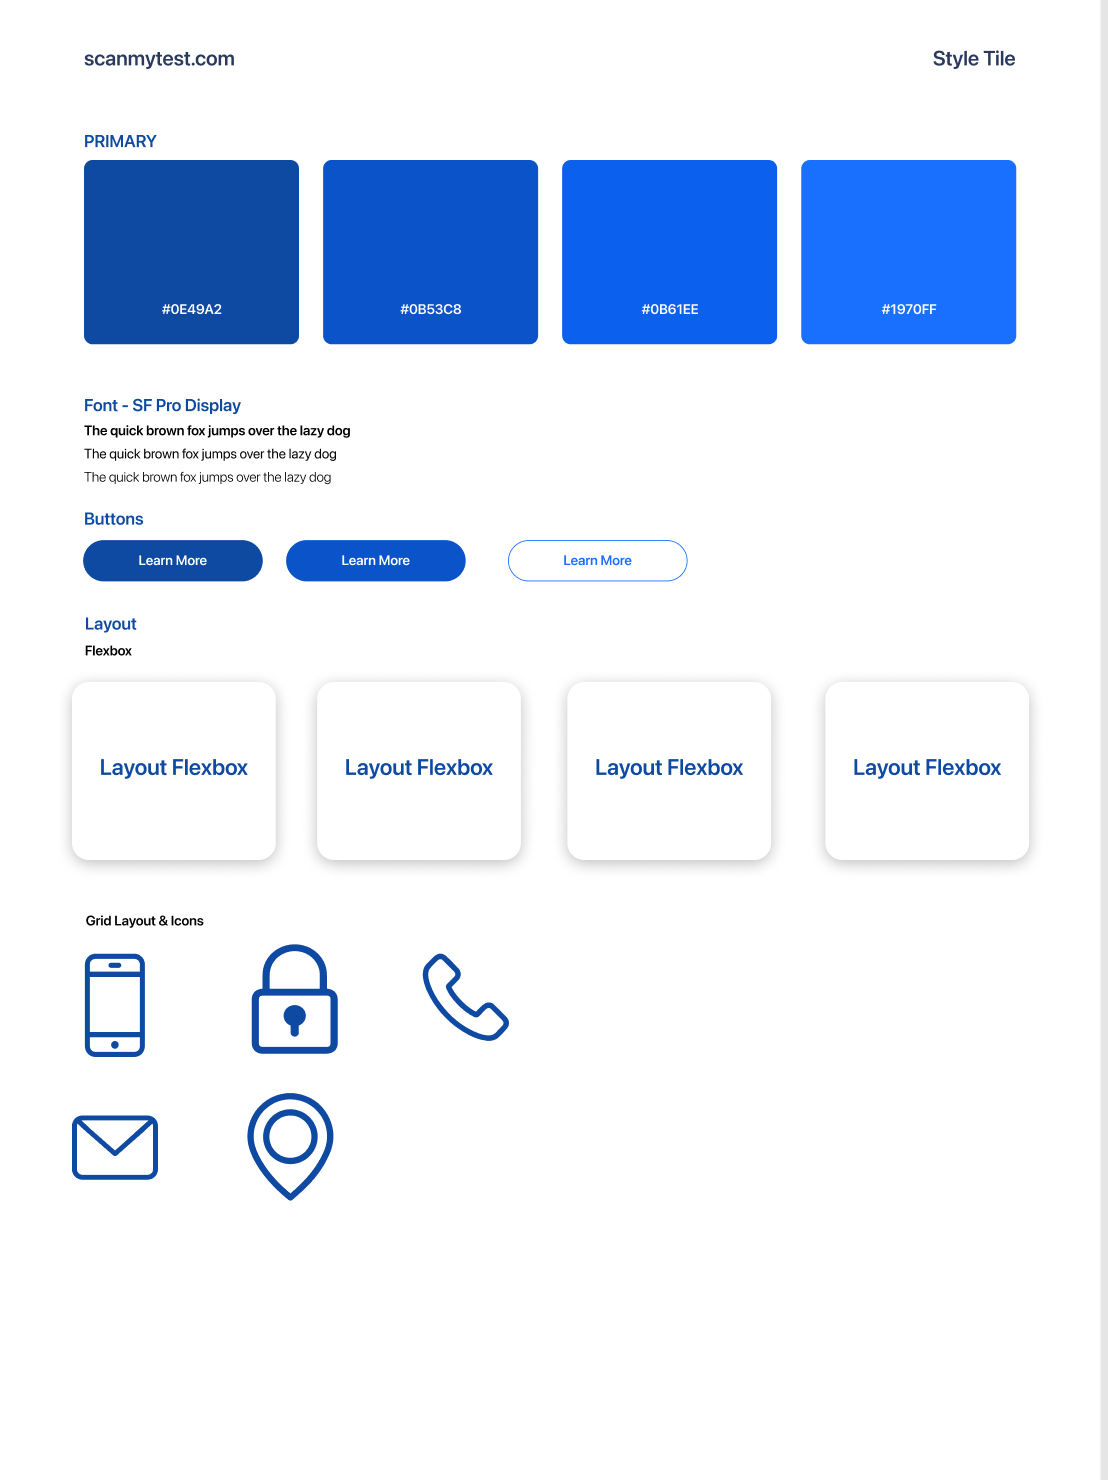 scanmytest.com
Style Tile
PRIMARY
#0E49A2
#0B53C8
#0B61EE
#1970FF
Font - SF Pro Display
The quick brown fox jumps over the lazy dog
The quick brown fox jumps over the lazy dog
The quick brown fox jumps over the lazy dog
Buttons
Learn More
Learn More
Learn More
Layout
Flexbox
Layout Flexbox
Layout Flexbox
Layout Flexbox
Layout Flexbox
Grid Layout & Icons